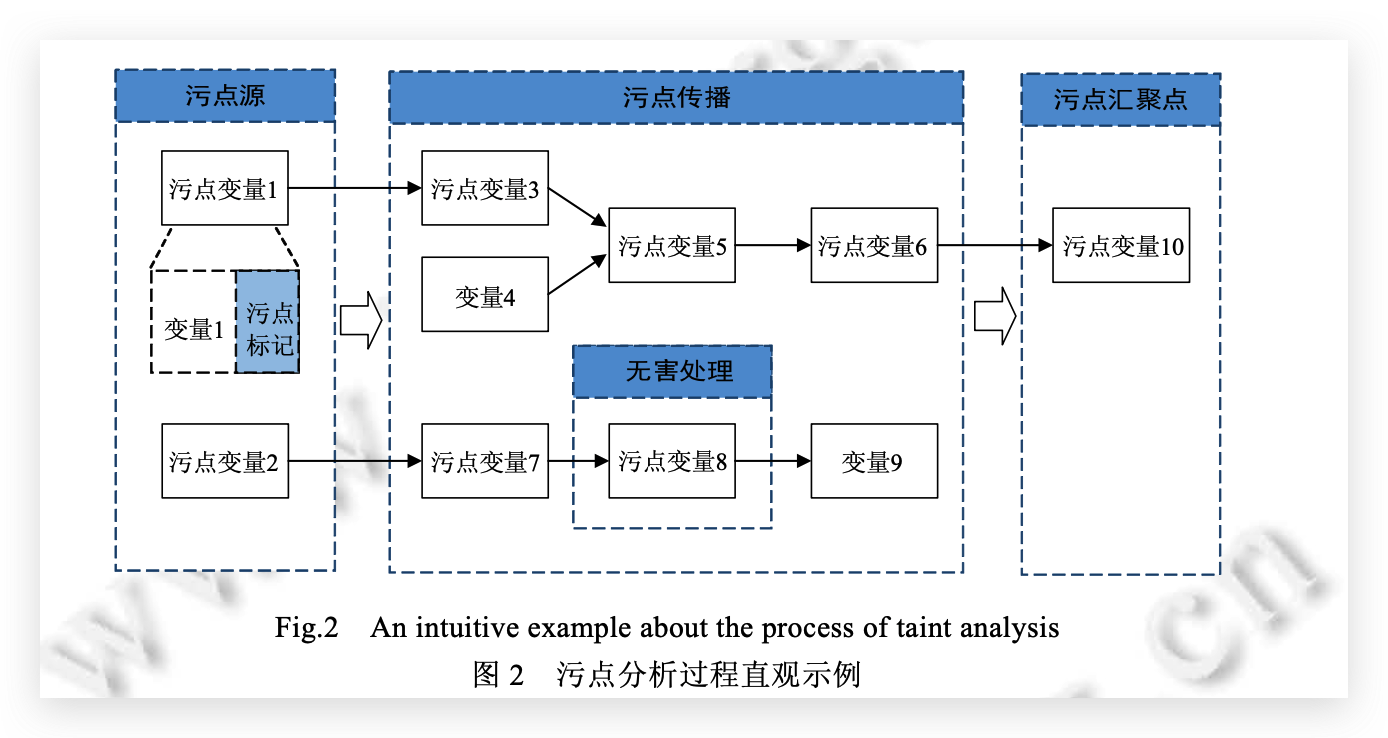 污点源
污点传播
污点汇聚点
污点变量1
污点变量3
污点变量5
污点变量6
污点变量10
变量4
变量1
污点
标记
无害处理
污点变量2
污点变量7
污点变量8
变量9
Fig.2 An intuitive example about the process of taint analysis
图 2 污点分析过程直观示例